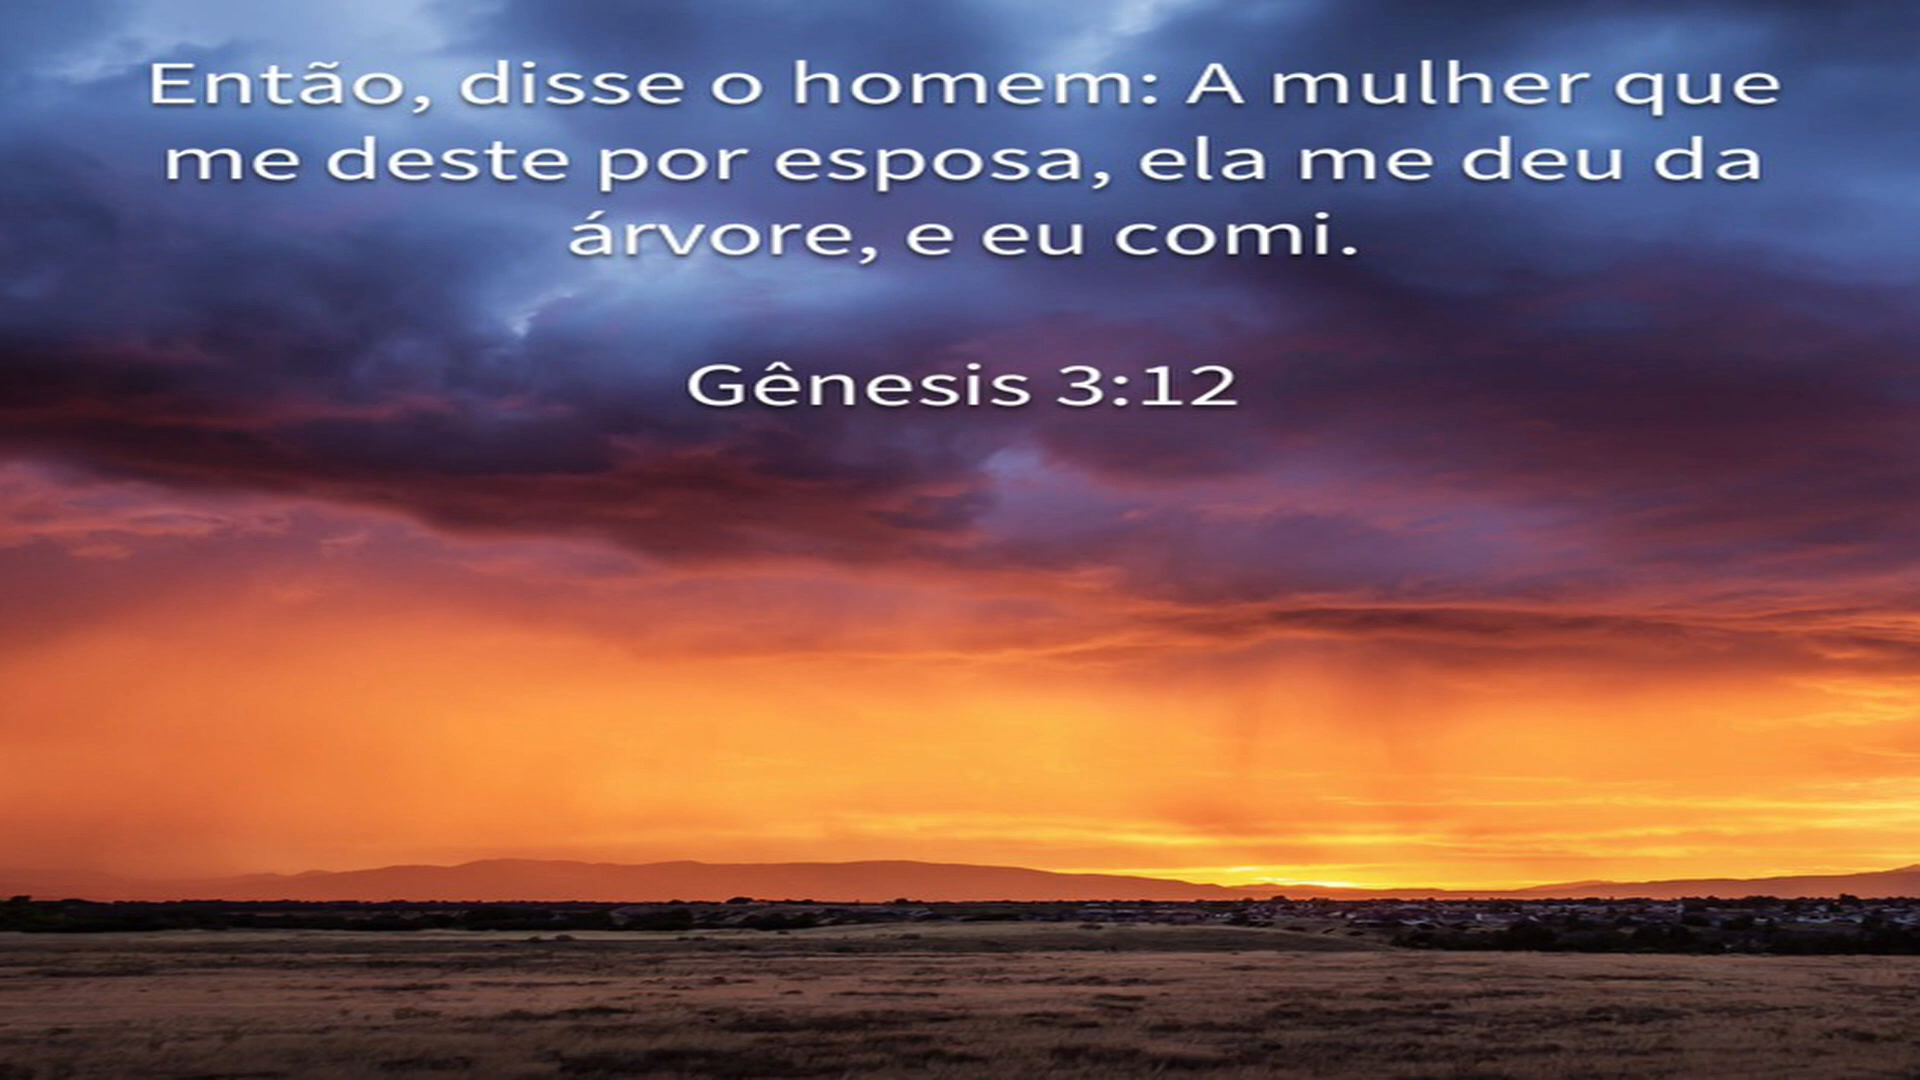 Então, disse o homem: A mulher que
me deste por esposa, ela me deu da
árvore, e eu comi.
Gênesis 3:12